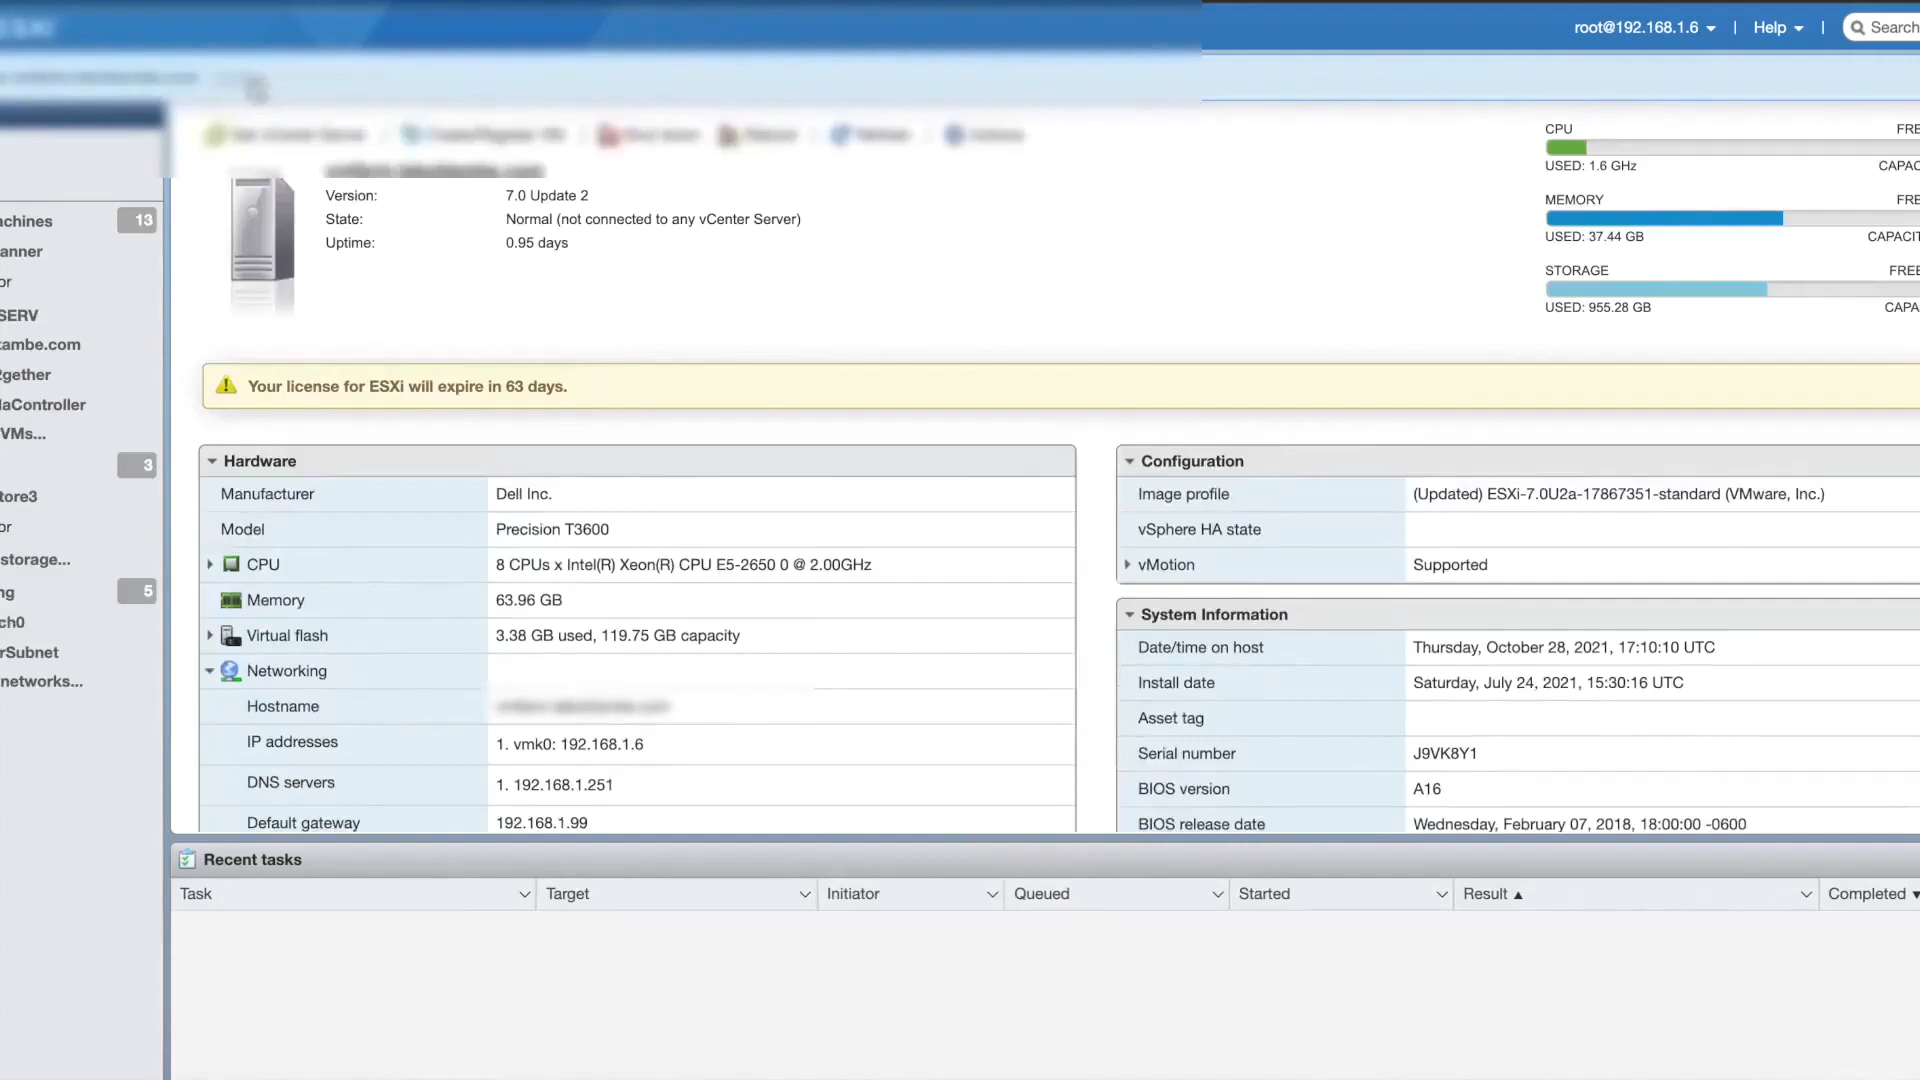 ESXi
root@192.168.1.6 | Help | Search
CPU FRE
USED: 1.6 GHz CAPAC
MEMORY FRE
USED: 37.44 GB CAPACIT
STORAGE FREE
USED: 955.28 GB CAPA
Version: 7.0 Update 2
State: Normal (not connected to any vCenter Server)
Uptime: 0.95 days
achines 13
anner
or
SERV
tambe.com
2gether
laController
VMs...
3
tore3
or
storage...
ng 5
ch0
rSubnet
networks...
Your license for ESXi will expire in 63 days.
Hardware
Manufacturer Dell Inc.
Model Precision T3600
CPU 8 CPUs x Intel(R) Xeon(R) CPU E5-2650 0 @ 2.00GHz
Memory 63.96 GB
Virtual flash 3.38 GB used, 119.75 GB capacity
Networking
Hostname
IP addresses 1. vmk0: 192.168.1.6
DNS servers 1. 192.168.1.251
Default gateway 192.168.1.99
Configuration
Image profile (Updated) ESXi-7.0U2a-17867351-standard (VMware, Inc.)
vSphere HA state
vMotion Supported
System Information
Date/time on host Thursday, October 28, 2021, 17:10:10 UTC
Install date Saturday, July 24, 2021, 15:30:16 UTC
Asset tag
Serial number J9VK8Y1
BIOS version A16
BIOS release date Wednesday, February 07, 2018, 18:00:00 -0600
Recent tasks
Task Target Initiator Queued Started Result Completed